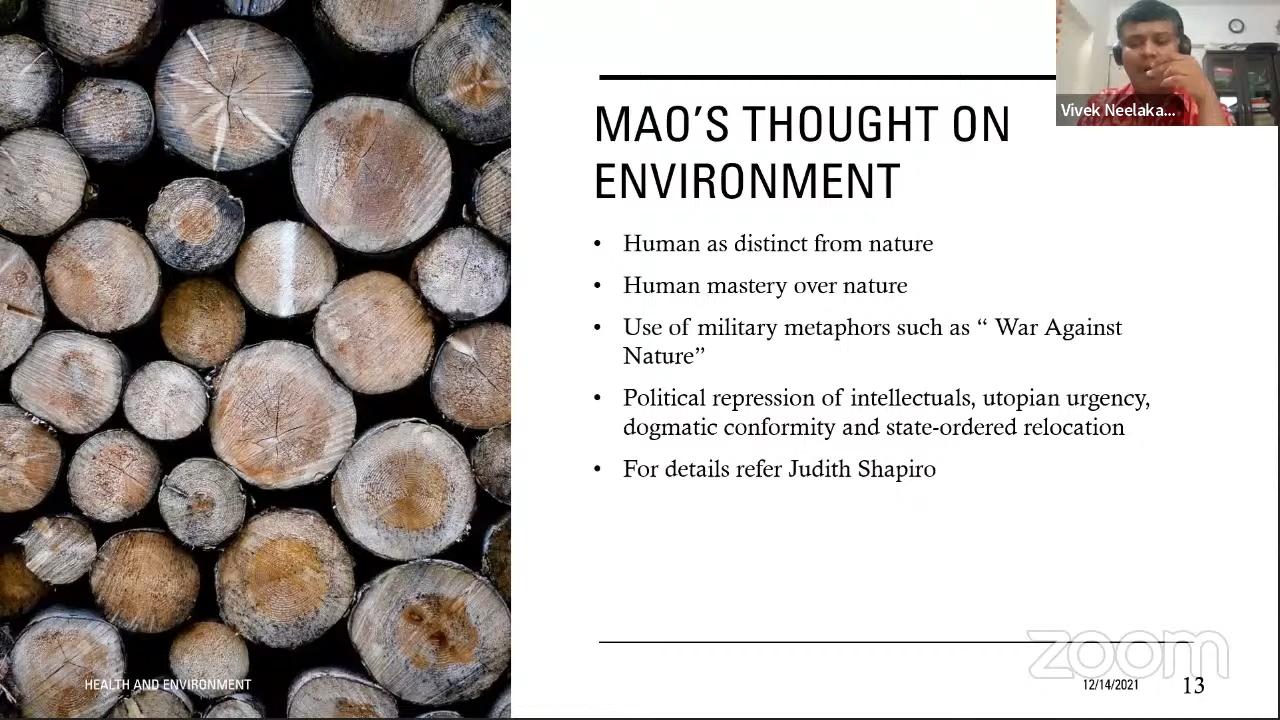 Vivek Neelaka...
MAO'S THOUGHT ON
ENVIRONMENT
• Human as distinct from nature
• Human mastery over nature
• Use of military metaphors such as “ War Against
Nature”
• Political repression of intellectuals, utopian urgency,
dogmatic conformity and state-ordered relocation
• For details refer Judith Shapiro
zoom
HEALTH AND ENVIRONMENT
12/14/2021
13